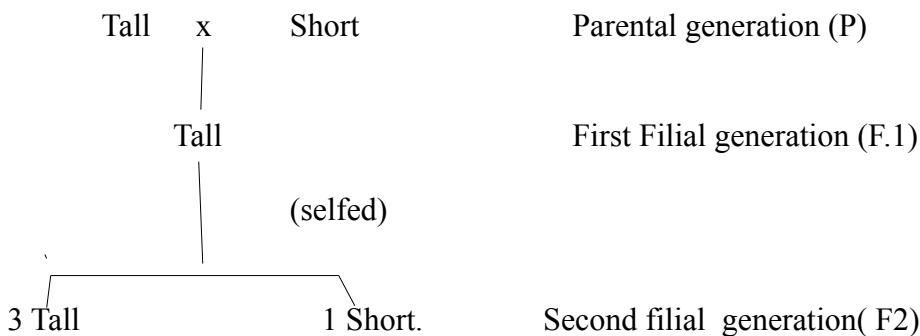 Tall x Short Parental generation (P)
Tall First Filial generation (F.1)
(selfed)
3 Tall 1 Short. Second filial generation( F2)